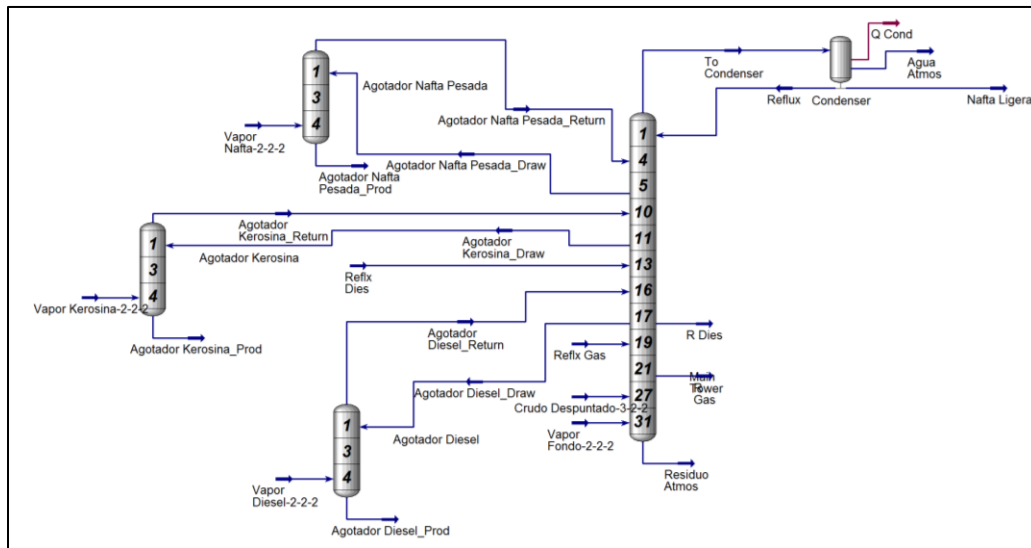 Q Cond
To
Condenser
Agua
Atmos
Reflux
Condenser
Nafta Ligera
1
3
4
Agotador Nafta Pesada
Agotador Nafta Pesada_Return
Vapor
Nafta-2-2-2
Agotador Nafta Pesada_Draw
Agotador Nafta
Pesada_Prod
1
4
5
10
11
13
16
17
19
21
27
31
Agotador
Kerosina_Return
Agotador
Kerosina_Draw
1
3
4
Agotador Kerosina
Reflx
Dies
Vapor Kerosina-2-2-2
Agotador Kerosina_Prod
Agotador
Diesel_Return
R Dies
Reflx Gas
Agotador Diesel_Draw
Main
Tower
Gas
Crudo Despuntado-3-2-2
1
3
4
Agotador Diesel
Vapor
Fondo-2-2-2
Residuo
Atmos
Vapor
Diesel-2-2-2
Agotador Diesel_Prod